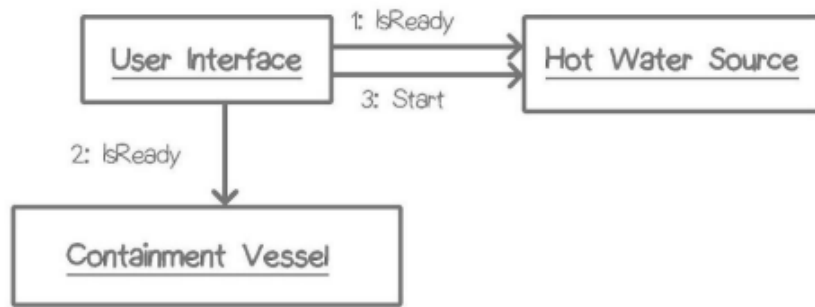 1: IsReady
User Interface
Hot Water Source
3: Start
2: IsReady
Containment Vessel